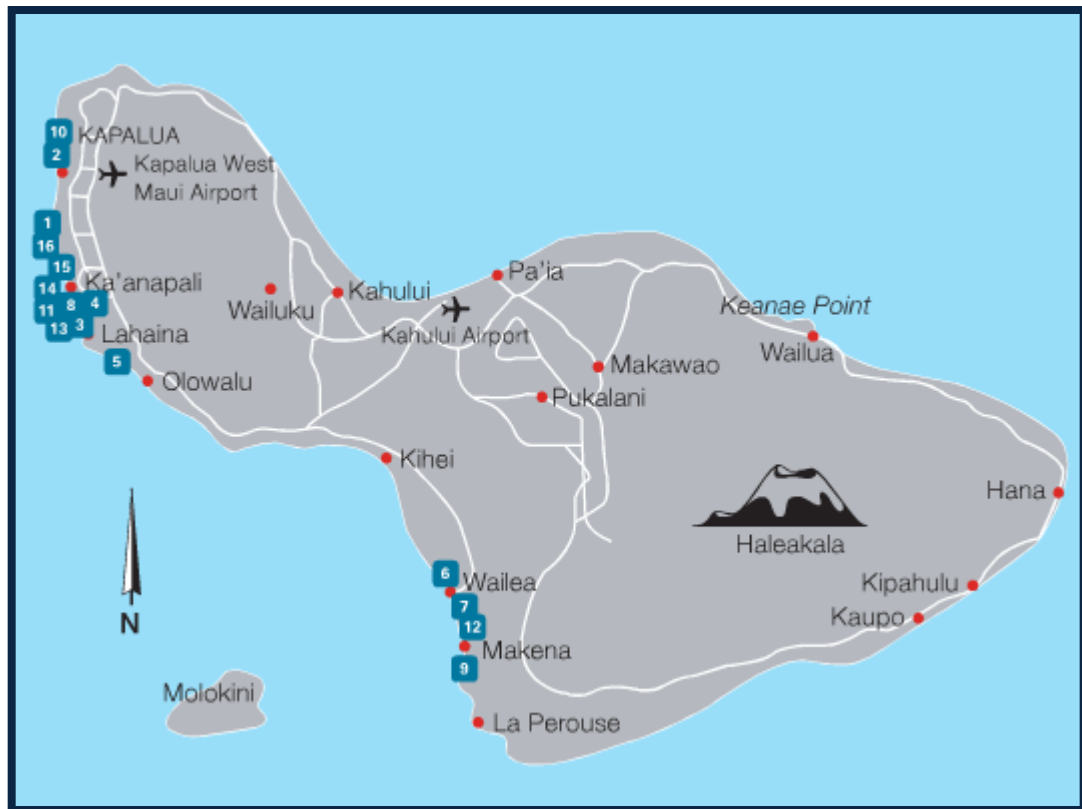 10 KAPALUA
2
Kapalua West
Maui Airport
1
16
15
14 Ka'anapali
11 8 4
13 3 Lahaina
5
Olowalu
Wailuku
Kahului
Kahului Airport
Pa'ia
Keanae Point
Wailua
Makawao
Pukalani
Kihei
Haleakala
Hana
Kipahulu
Kaupo
6
Wailea
7
12
Makena
9
La Perouse
N
Molokini